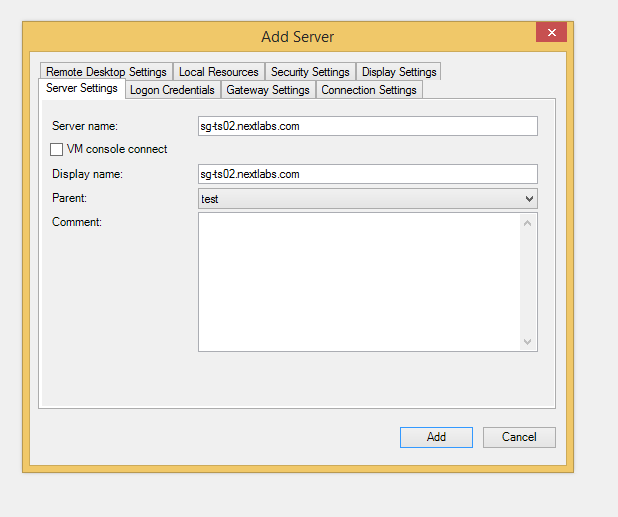 Add Server
Remote Desktop Settings Local Resources Security Settings Display Settings
Server Settings Logon Credentials Gateway Settings Connection Settings
Server name: sg-ts02.nextlabs.com
VM console connect
Display name: sg-ts02.nextlabs.com
Parent: test
Comment:
Add Cancel